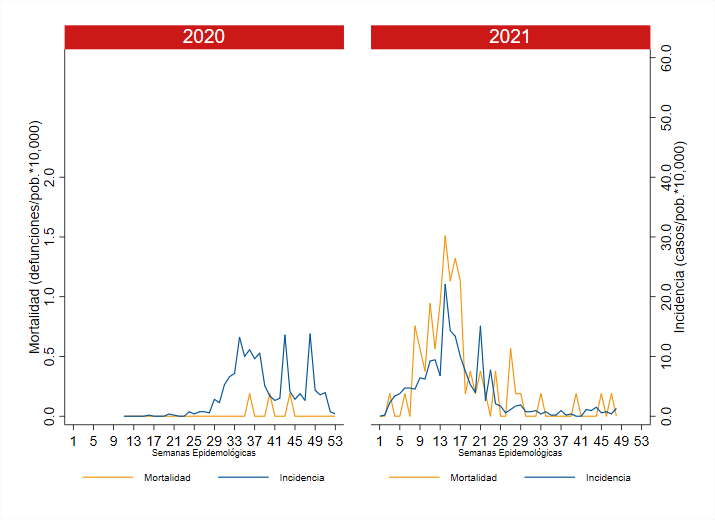 2020 2021
Mortalidad (defunciones/pob.*10,000)
0.0 0.5 1.0 1.5 2.0
Incidencia (casos/pob.*10,000)
0.0 10.0 20.0 30.0 40.0 50.0 60.0
1 5 9 13 17 21 25 29 33 37 41 45 49 53 1 5 9 13 17 21 25 29 33 37 41 45 49 53
Semanas Epidemológicas Semanas Epidemológicas
Mortalidad Incidencia Mortalidad Incidencia